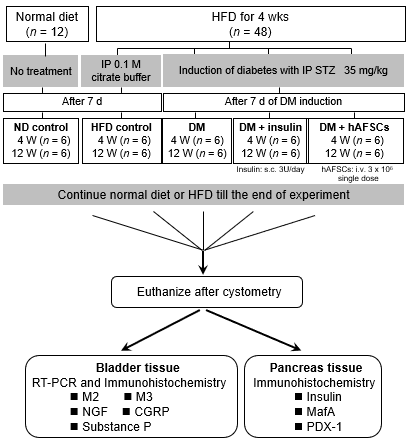 Normal diet
(n = 12)
HFD for 4 wks
(n = 48)
No treatment
IP 0.1 M
citrate buffer
Induction of diabetes with IP STZ 35 mg/kg
After 7 d
After 7 d of DM induction
ND control
4 W (n = 6)
12 W (n = 6)
HFD control
4 W (n = 6)
12 W (n = 6)
DM
4 W (n = 6)
12 W (n = 6)
DM + insulin
4 W (n = 6)
12 W (n = 6)
DM + hAFSCs
4 W (n = 6)
12 W (n = 6)
Insulin: s.c. 3U/day
hAFSCs: i.v. 3 x 10⁶
single dose
Continue normal diet or HFD till the end of experiment
Euthanize after cystometry
Bladder tissue
RT-PCR and Immunohistochemistry
■ M2 ■ M3
■ NGF ■ CGRP
■ Substance P
Pancreas tissue
Immunohistochemistry
■ Insulin
■ MafA
■ PDX-1